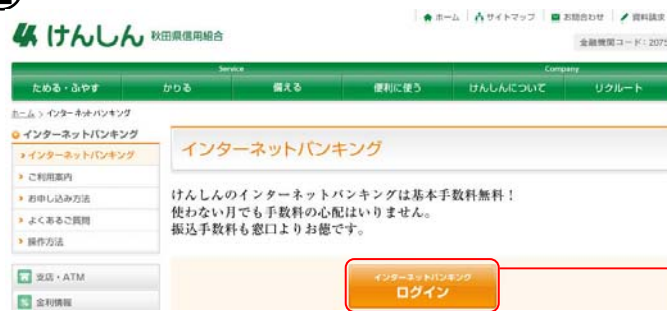 ②
けんしん 秋田県信用組合
ホーム サイトマップ お問合わせ 資料請求
金融機関コード：2075
Service Company
ためる・ふやす かりる 備える 便利に使う けんしんについて リクルート
ホーム > インターネットバンキング
インターネットバンキング
インターネットバンキング
インターネットバンキング
ご利用案内
お申し込み方法
よくあるご質問
操作方法
けんしんのインターネットバンキングは基本手数料無料！
使わない月でも手数料の心配はいりません。
振込手数料も窓口よりお徳です。
支店・ATM
金利情報
インターネットバンキング
ログイン